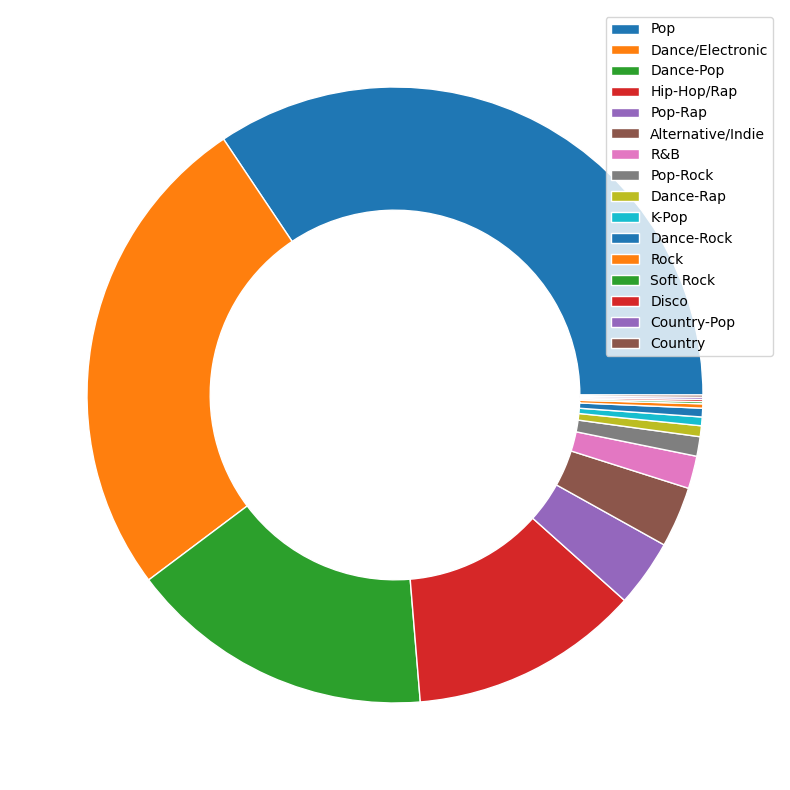 Pop
Dance/Electronic
Dance-Pop
Hip-Hop/Rap
Pop-Rap
Alternative/Indie
R&B
Pop-Rock
Dance-Rap
K-Pop
Dance-Rock
Rock
Soft Rock
Disco
Country-Pop
Country